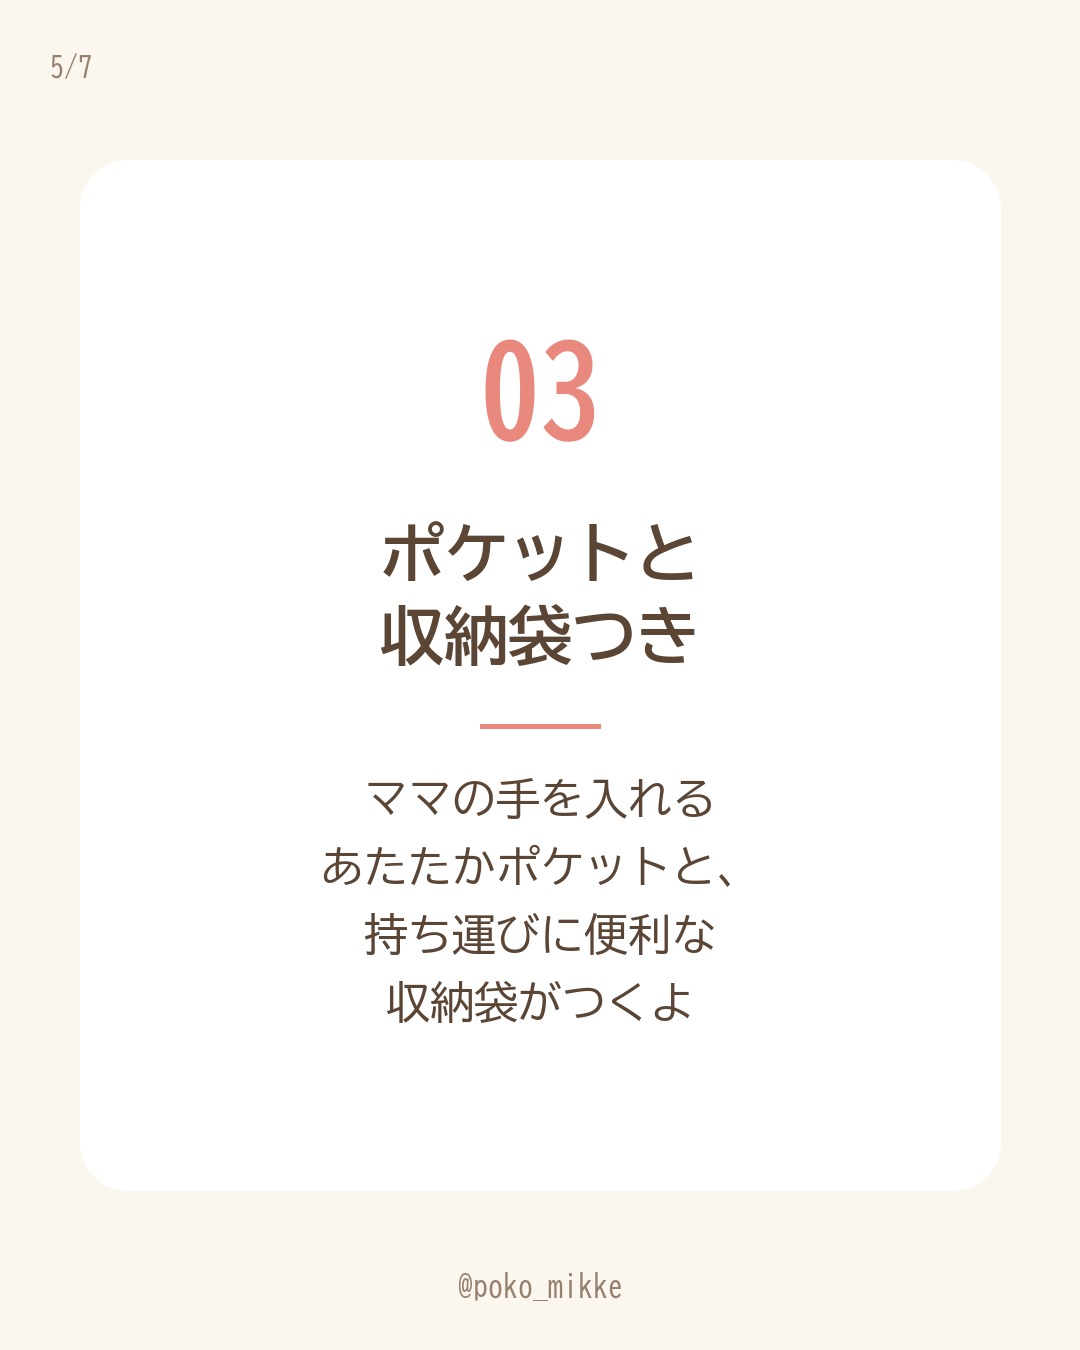 5/7
03
ポケットと
収納袋つき
ママの手を入れる
あたたかポケットと、
持ち運びに便利な
収納袋がつくよ
@poko_mikke